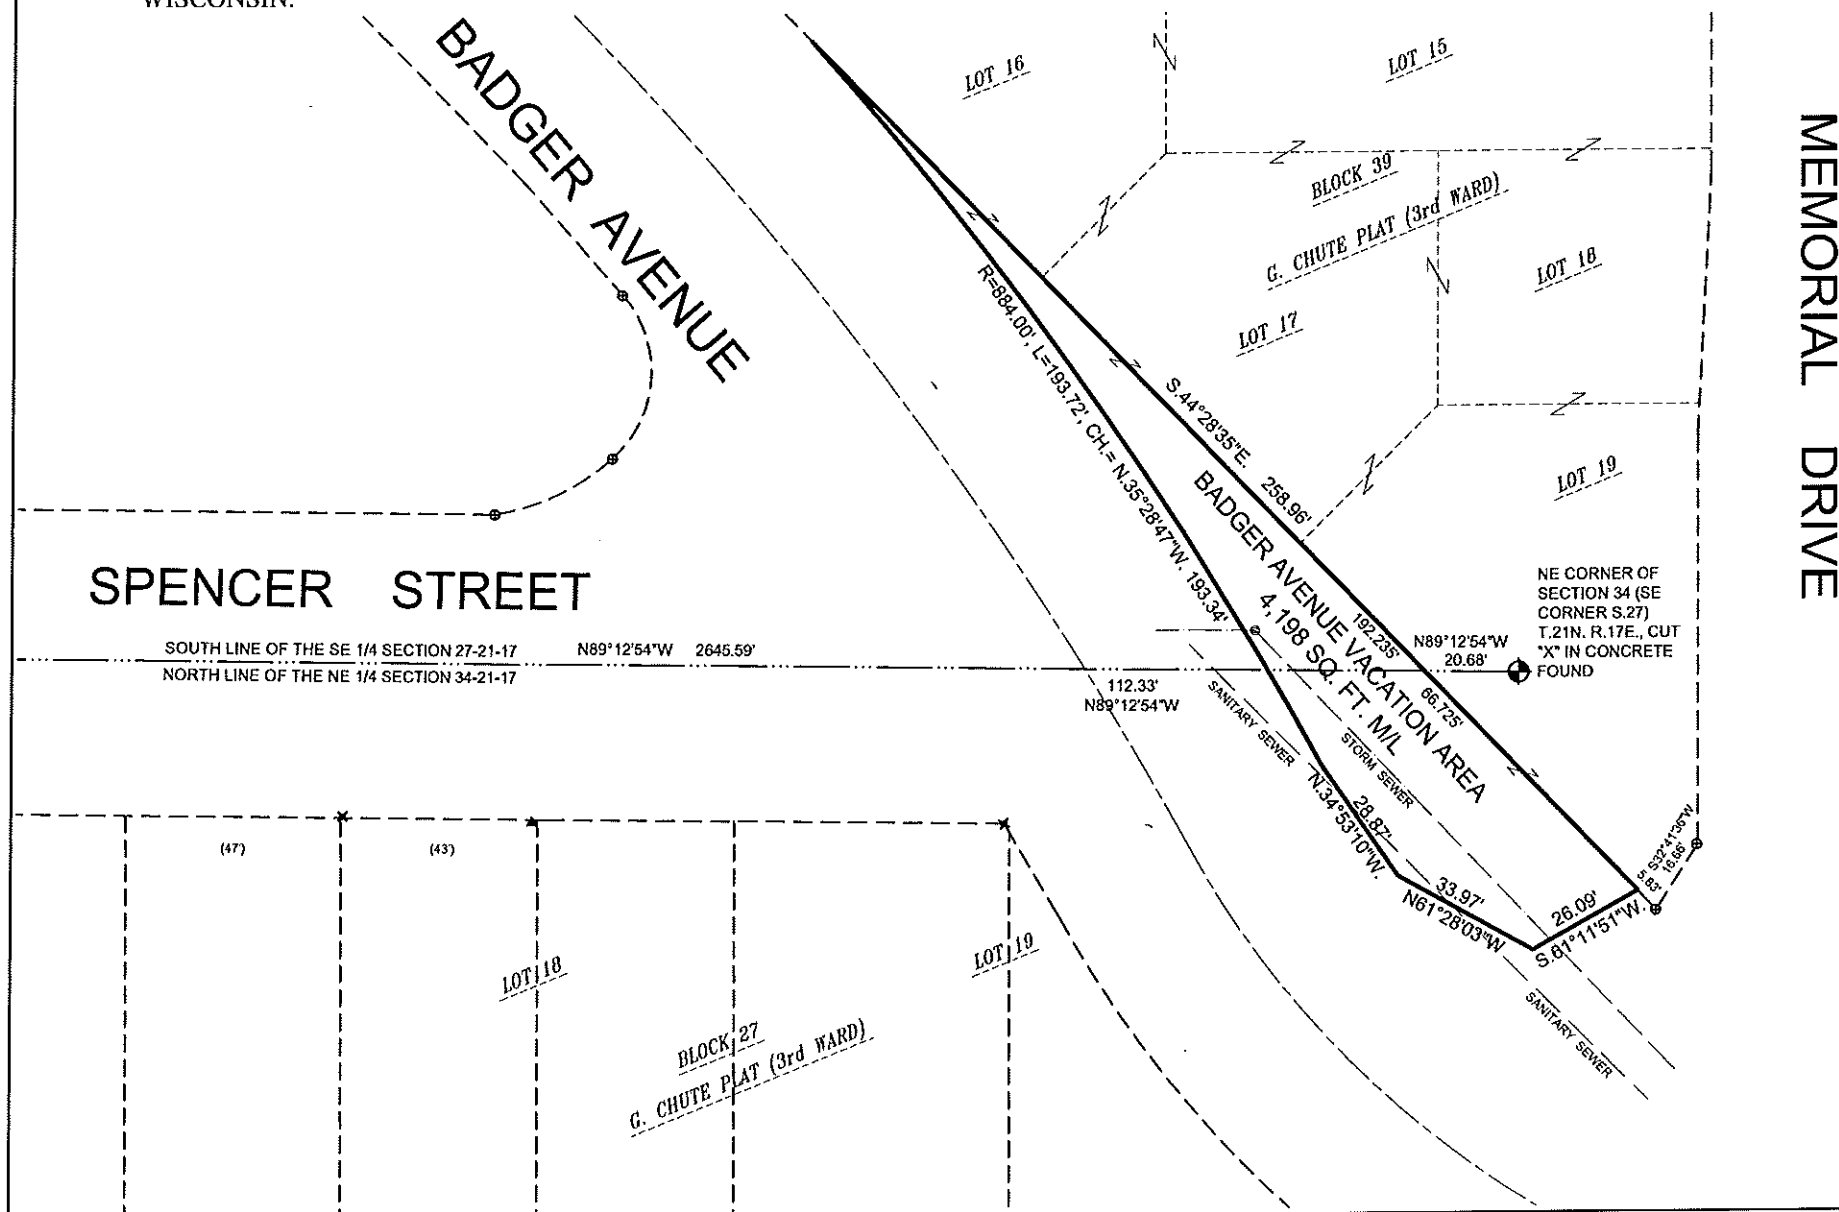 WISCONSIN.
BADGER AVENUE
LOT 16
LOT 15
MEMORIAL DRIVE
BLOCK 39
G. CHUTE PLAT (3rd WARD)
LOT 18
LOT 17
R=884.00', L=193.72', CH.= N.35°28'47"W. 193.34'
S.44°28'35"E. 258.96'
LOT 19
BADGER AVENUE VACATION AREA
4,198 SQ. FT. M/L
192.235'
66.725'
SPENCER STREET
NE CORNER OF
SECTION 34 (SE
CORNER S.27)
T.21N. R.17E., CUT
"X" IN CONCRETE
FOUND
N89°12'54"W
20.68'
SOUTH LINE OF THE SE 1/4 SECTION 27-21-17
N89°12'54"W 2645.59'
NORTH LINE OF THE NE 1/4 SECTION 34-21-17
112.33'
N89°12'54"W
SANITARY SEWER
STORM SEWER
28.87'
N.34°53'10"W.
(47')
(43')
S32°41'36"W
16.66'
5.83'
33.97'
N61°28'03"W
26.09'
S.61°11'51"W.
LOT 18
LOT 19
SANITARY SEWER
BLOCK 27
G. CHUTE PLAT (3rd WARD)